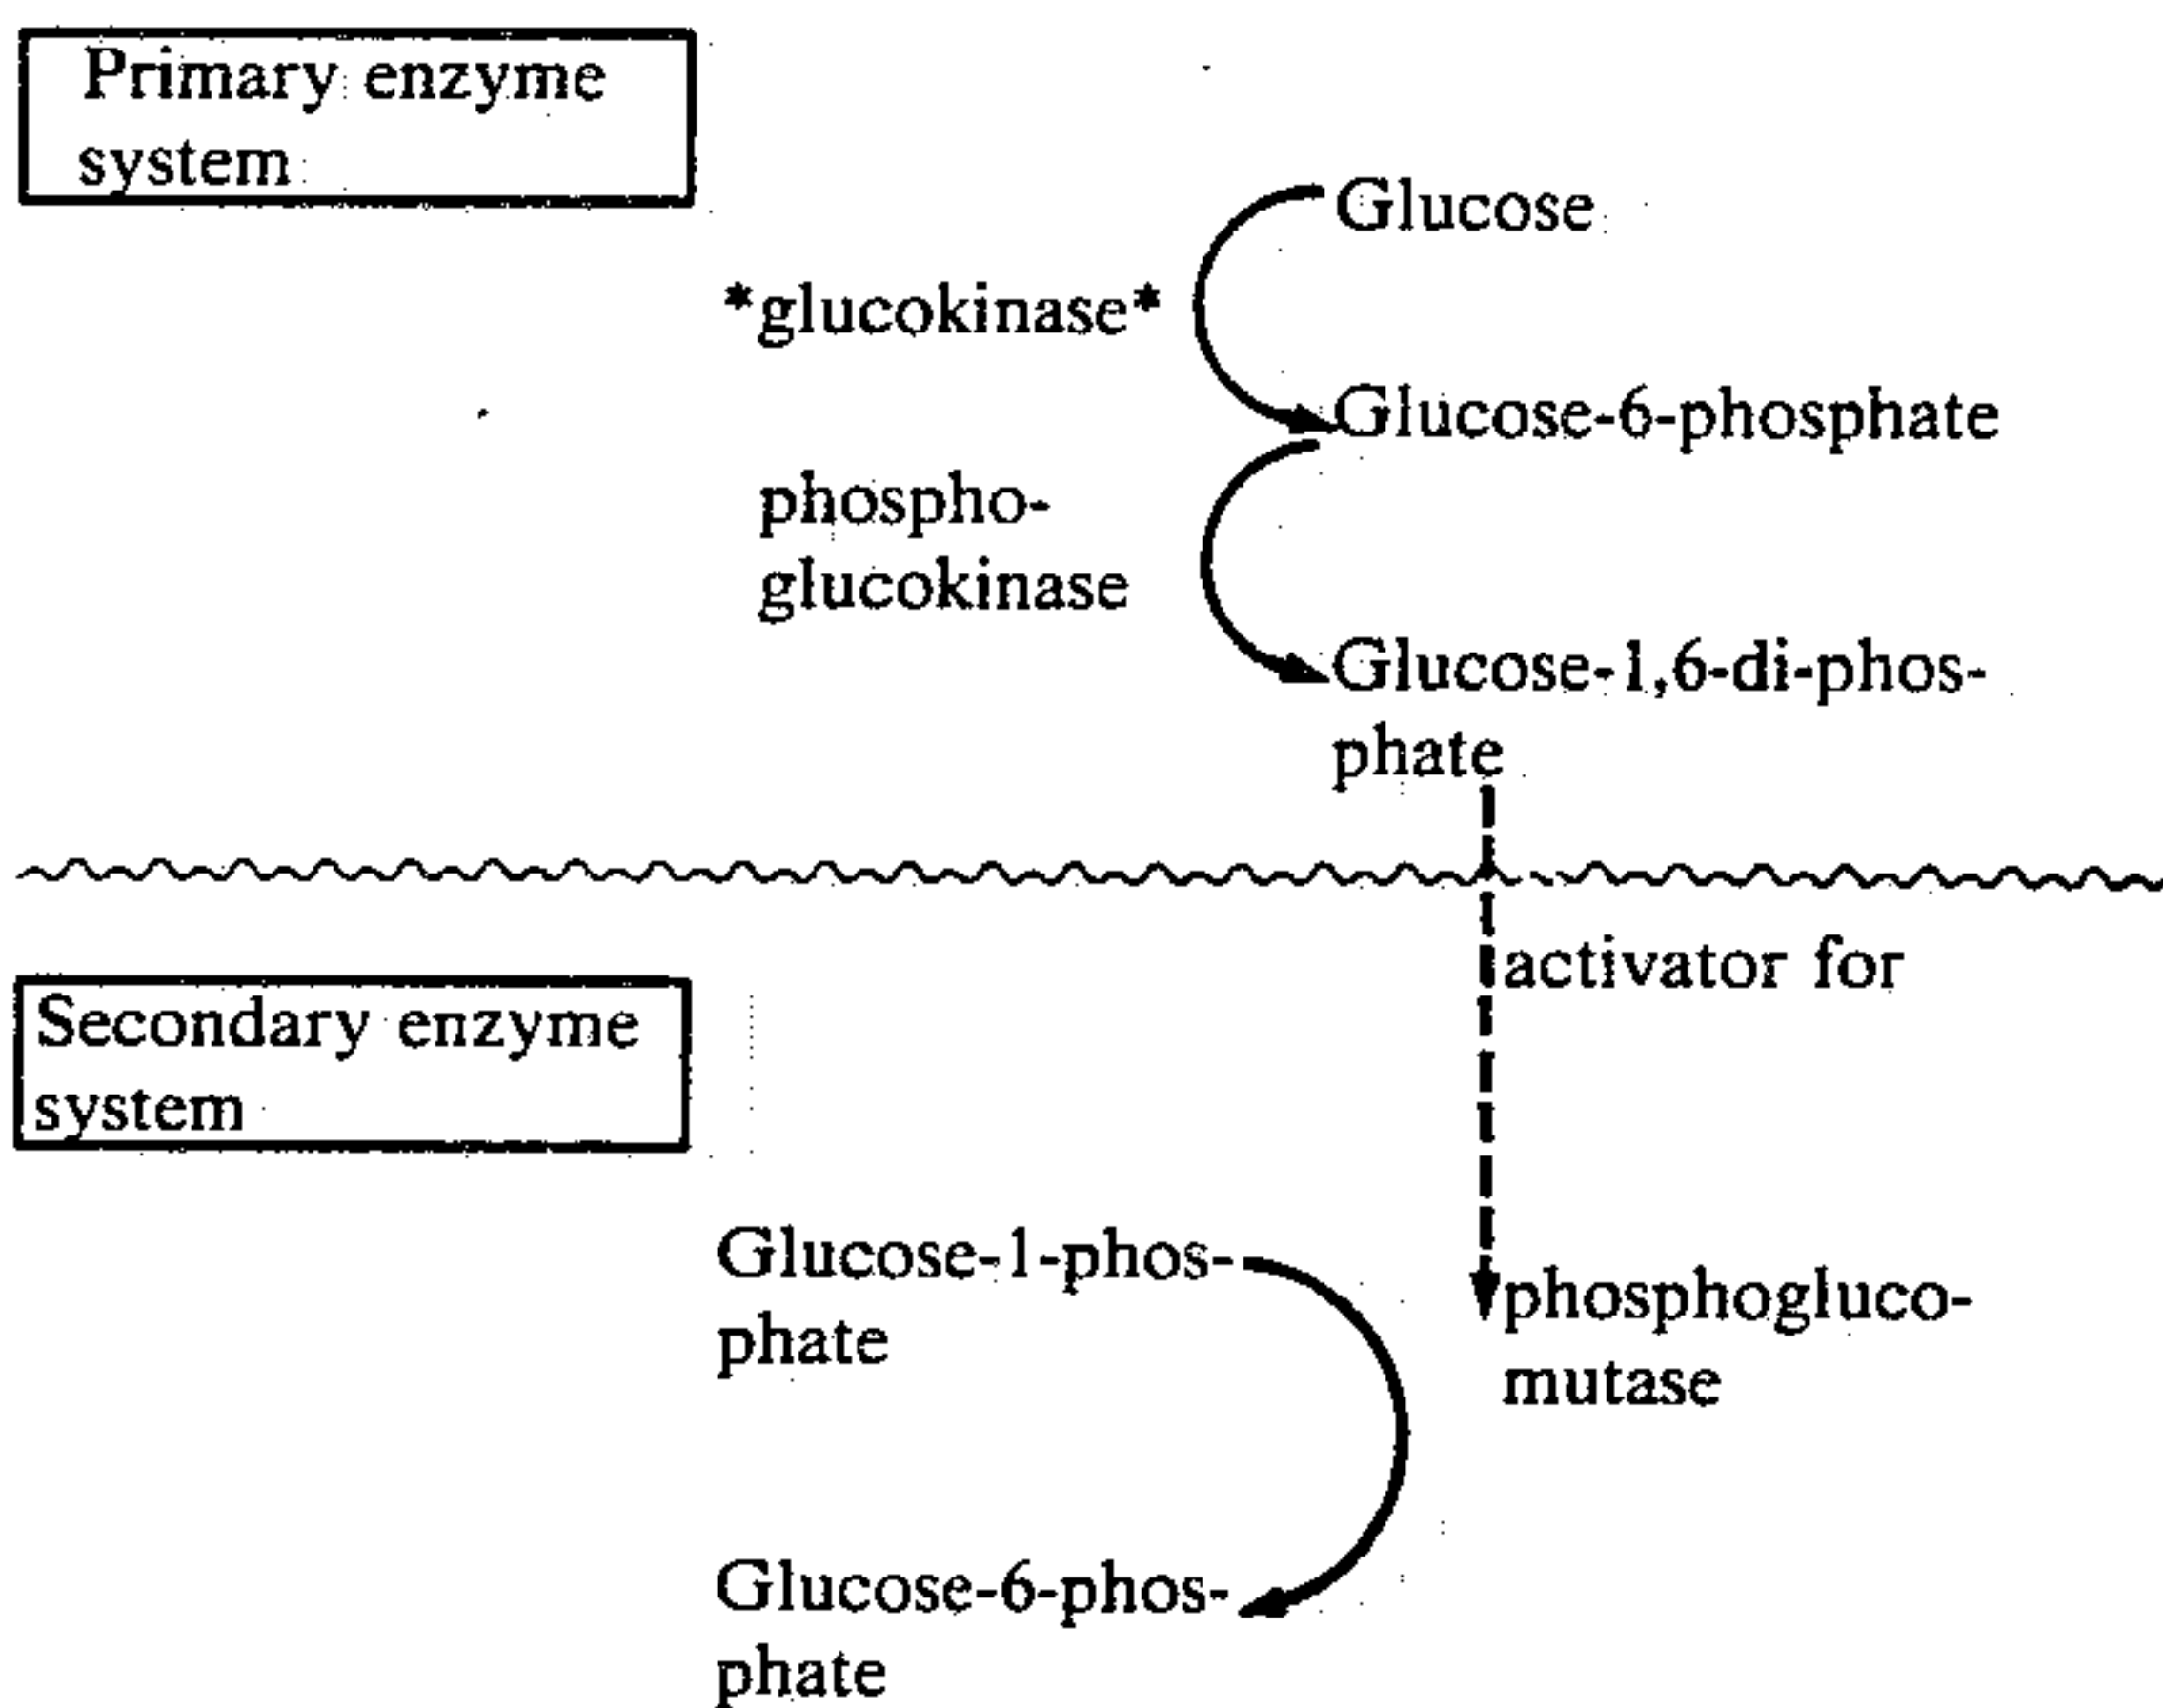 Primary enzyme
system
Glucose
*glucokinase*
Glucose-6-phosphate
phospho-
glucokinase
Glucose-1,6-di-phos-
phate
activator for
Secondary enzyme
system
Glucose-1-phos-
phate
phosphogluco-
mutase
Glucose-6-phos-
phate